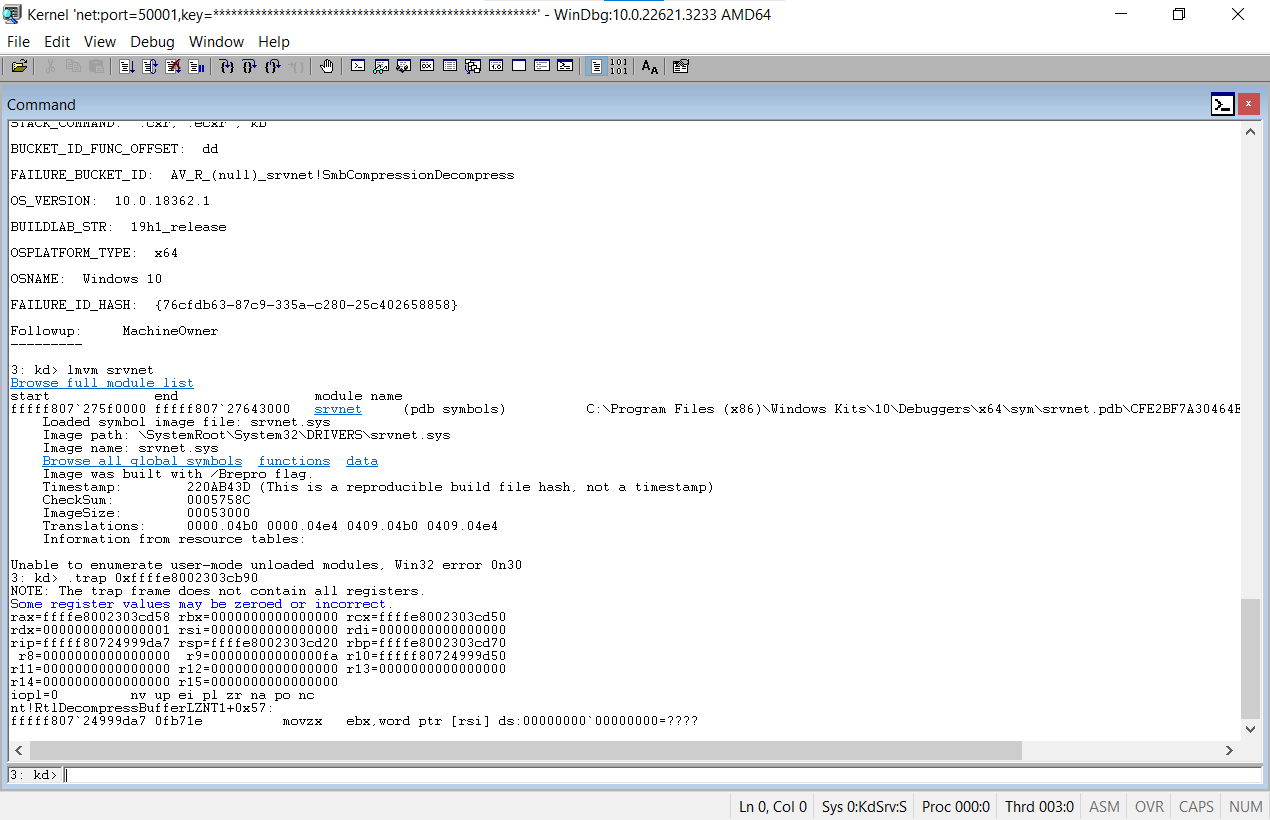 Kernel 'net:port=50001,key=*****************************************************' - WinDbg:10.0.22621.3233 AMD64
File Edit View Debug Window Help
Command
STACK_COMMAND: .cxr; .ecxr ; kb
BUCKET_ID_FUNC_OFFSET: dd
FAILURE_BUCKET_ID: AV_R_(null)_srvnet!SmbCompressionDecompress
OS_VERSION: 10.0.18362.1
BUILDLAB_STR: 19h1_release
OSPLATFORM_TYPE: x64
OSNAME: Windows 10
FAILURE_ID_HASH: {76cfdb63-87c9-335a-c280-25c402658858}
Followup: MachineOwner
---------
3: kd> lmvm srvnet
Browse full module list
start end module name
fffff807`275f0000 fffff807`27643000 srvnet (pdb symbols) C:\Program Files (x86)\Windows Kits\10\Debuggers\x64\sym\srvnet.pdb\CFE2BF7A30464E
Loaded symbol image file: srvnet.sys
Image path: \SystemRoot\System32\DRIVERS\srvnet.sys
Image name: srvnet.sys
Browse all global symbols functions data
Image was built with /Brepro flag.
Timestamp: 220AB43D (This is a reproducible build file hash, not a timestamp)
CheckSum: 0005758C
ImageSize: 00053000
Translations: 0000.04b0 0000.04e4 0409.04b0 0409.04e4
Information from resource tables:
Unable to enumerate user-mode unloaded modules, Win32 error 0n30
3: kd> .trap 0xffffe8002303cb90
NOTE: The trap frame does not contain all registers.
Some register values may be zeroed or incorrect.
rax=ffffe8002303cd58 rbx=0000000000000000 rcx=ffffe8002303cd50
rdx=0000000000000001 rsi=0000000000000000 rdi=0000000000000000
rip=fffff80724999da7 rsp=ffffe8002303cd20 rbp=ffffe8002303cd70
r8=0000000000000000 r9=00000000000000fa r10=fffff80724999d50
r11=0000000000000000 r12=0000000000000000 r13=0000000000000000
r14=0000000000000000 r15=0000000000000000
iopl=0 nv up ei pl zr na po nc
nt!RtlDecompressBufferLZNT1+0x57:
fffff807`24999da7 0fb71e movzx ebx,word ptr [rsi] ds:00000000`00000000=????
3: kd>
Ln 0, Col 0 Sys 0:KdSrv:S Proc 000:0 Thrd 003:0 ASM OVR CAPS NUM